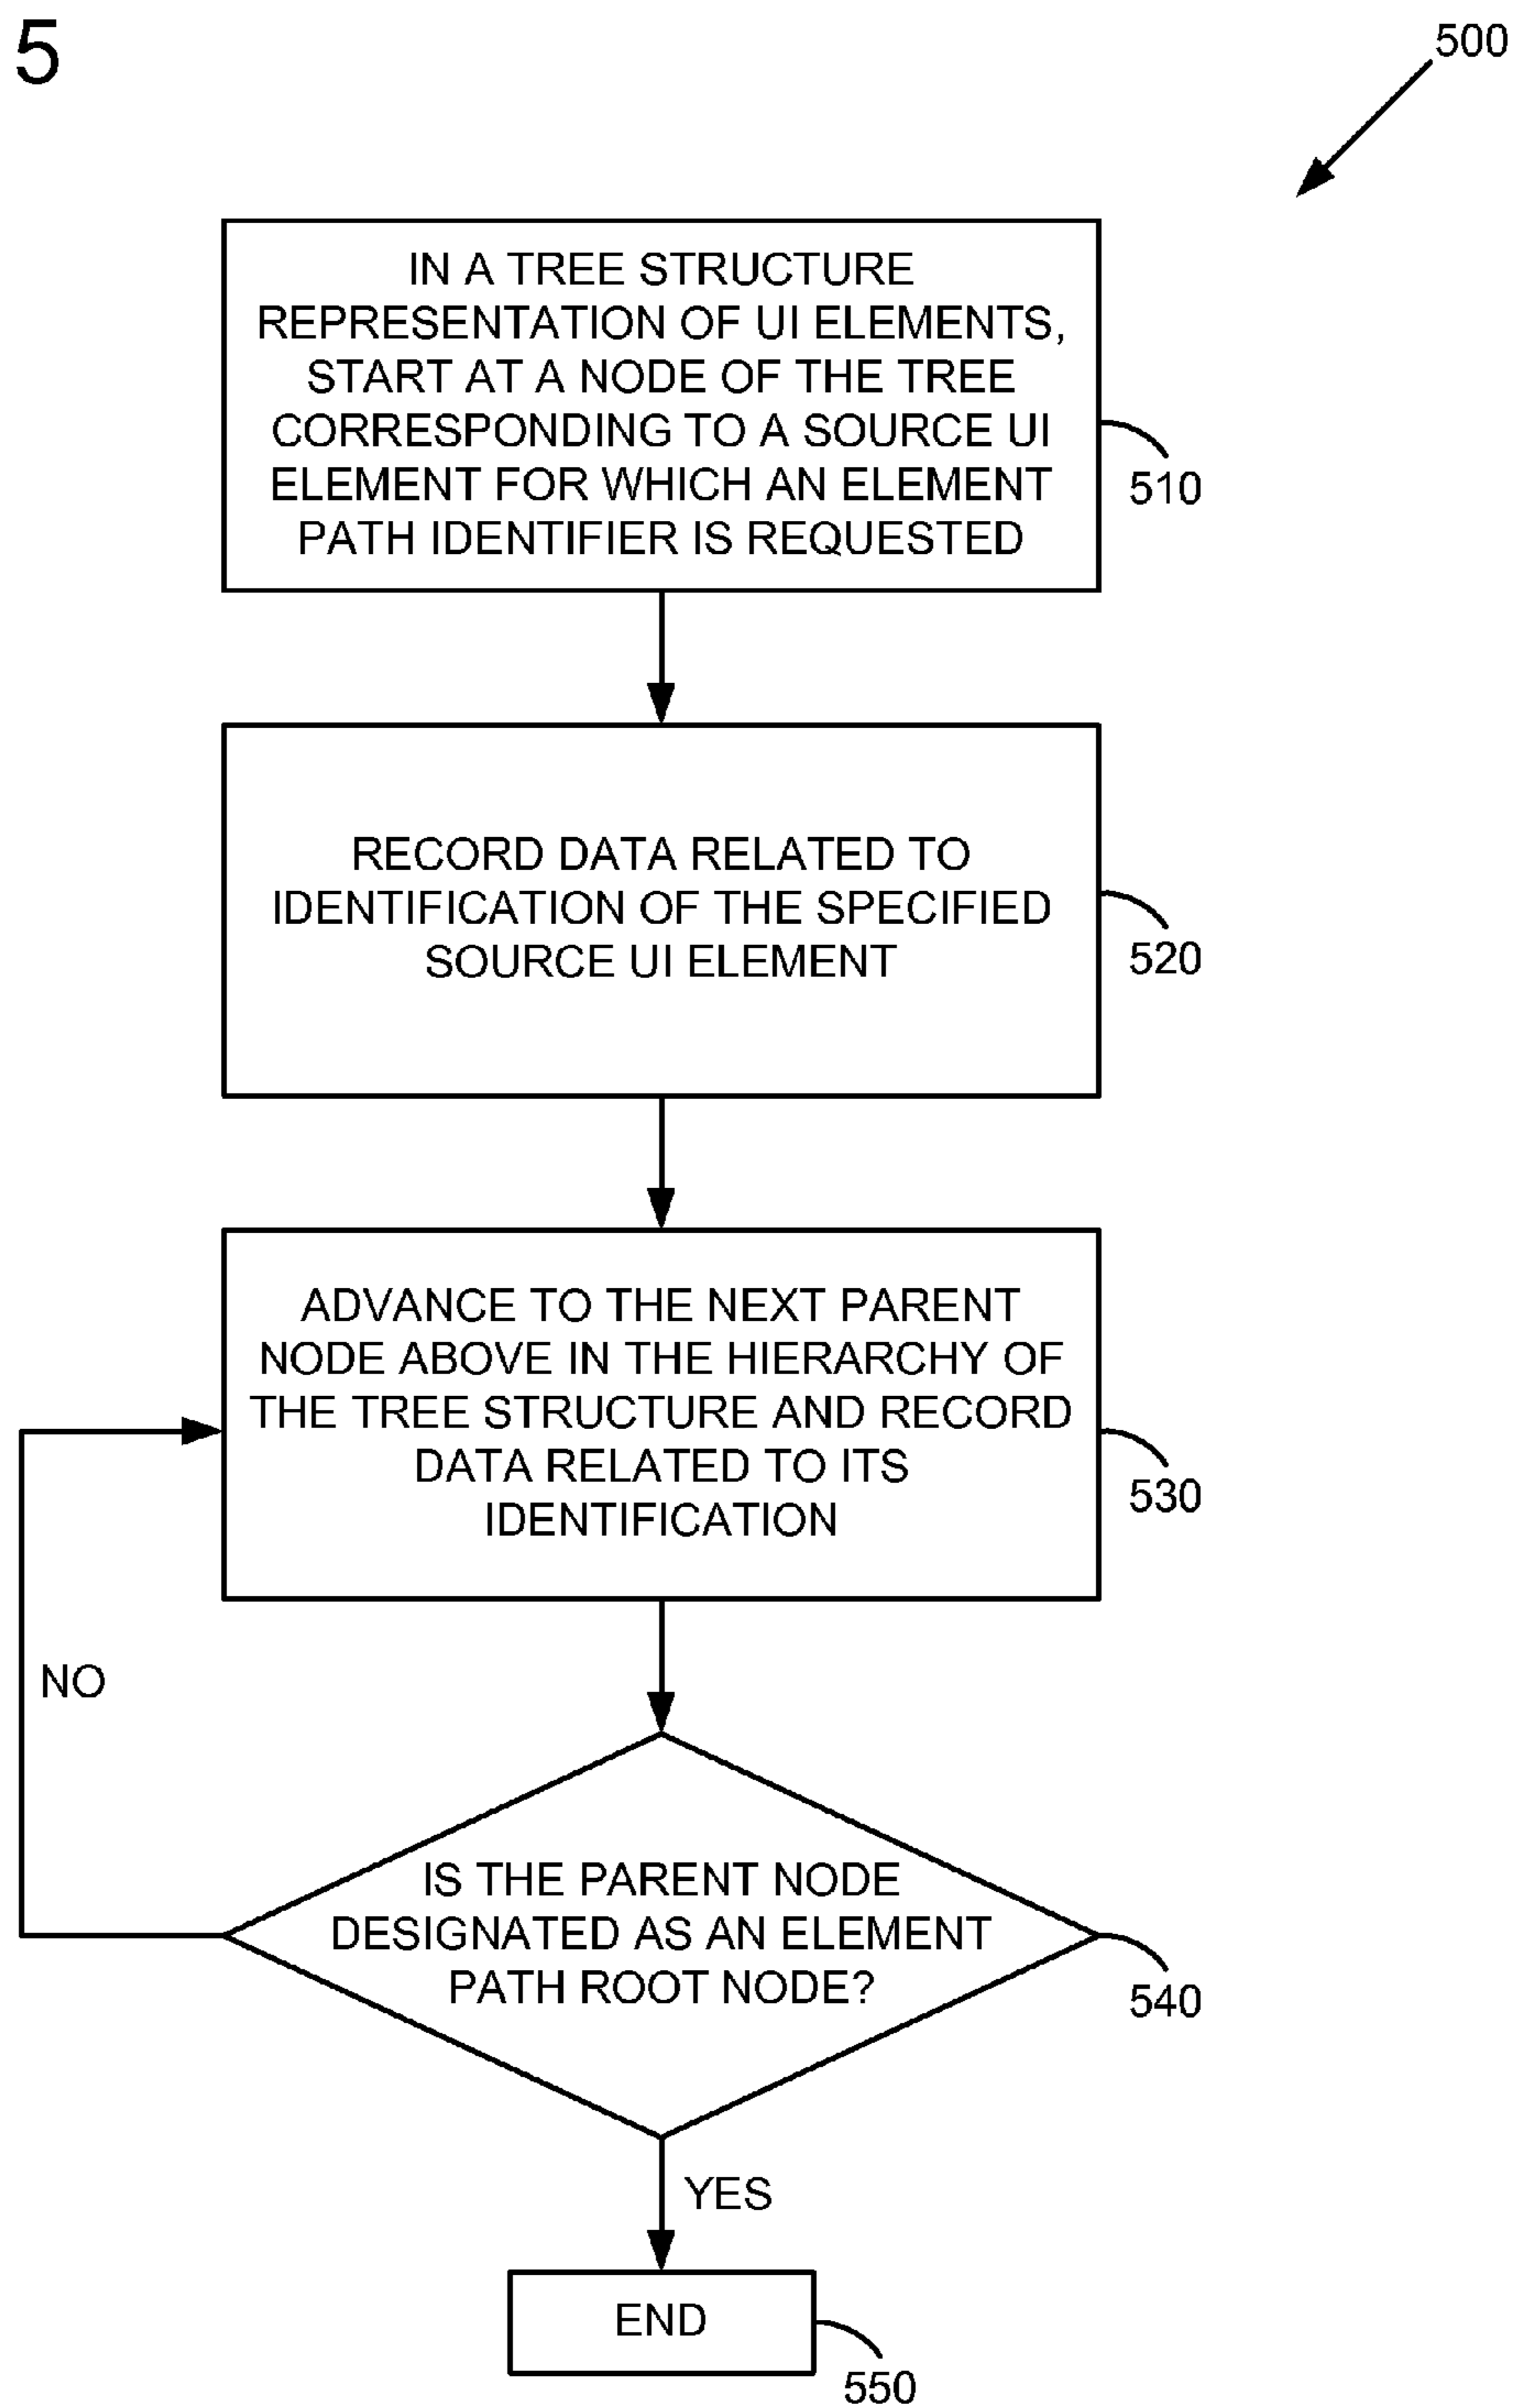 5
500
IN A TREE STRUCTURE
REPRESENTATION OF UI ELEMENTS,
START AT A NODE OF THE TREE
CORRESPONDING TO A SOURCE UI
ELEMENT FOR WHICH AN ELEMENT
PATH IDENTIFIER IS REQUESTED
510
RECORD DATA RELATED TO
IDENTIFICATION OF THE SPECIFIED
SOURCE UI ELEMENT
520
ADVANCE TO THE NEXT PARENT
NODE ABOVE IN THE HIERARCHY OF
THE TREE STRUCTURE AND RECORD
DATA RELATED TO ITS
IDENTIFICATION
530
NO
IS THE PARENT NODE
DESIGNATED AS AN ELEMENT
PATH ROOT NODE?
540
YES
END
550